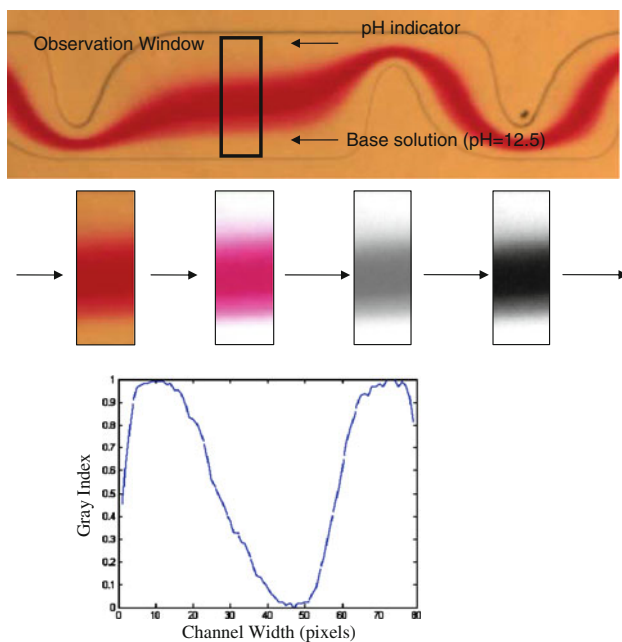 pH indicator
Observation Window
Base solution (pH=12.5)
1
0.9
0.8
0.7
0.6
0.5
0.4
0.3
0.2
0.1
0
Gray Index
0 10 20 30 40 50 60 70 80
Channel Width (pixels)